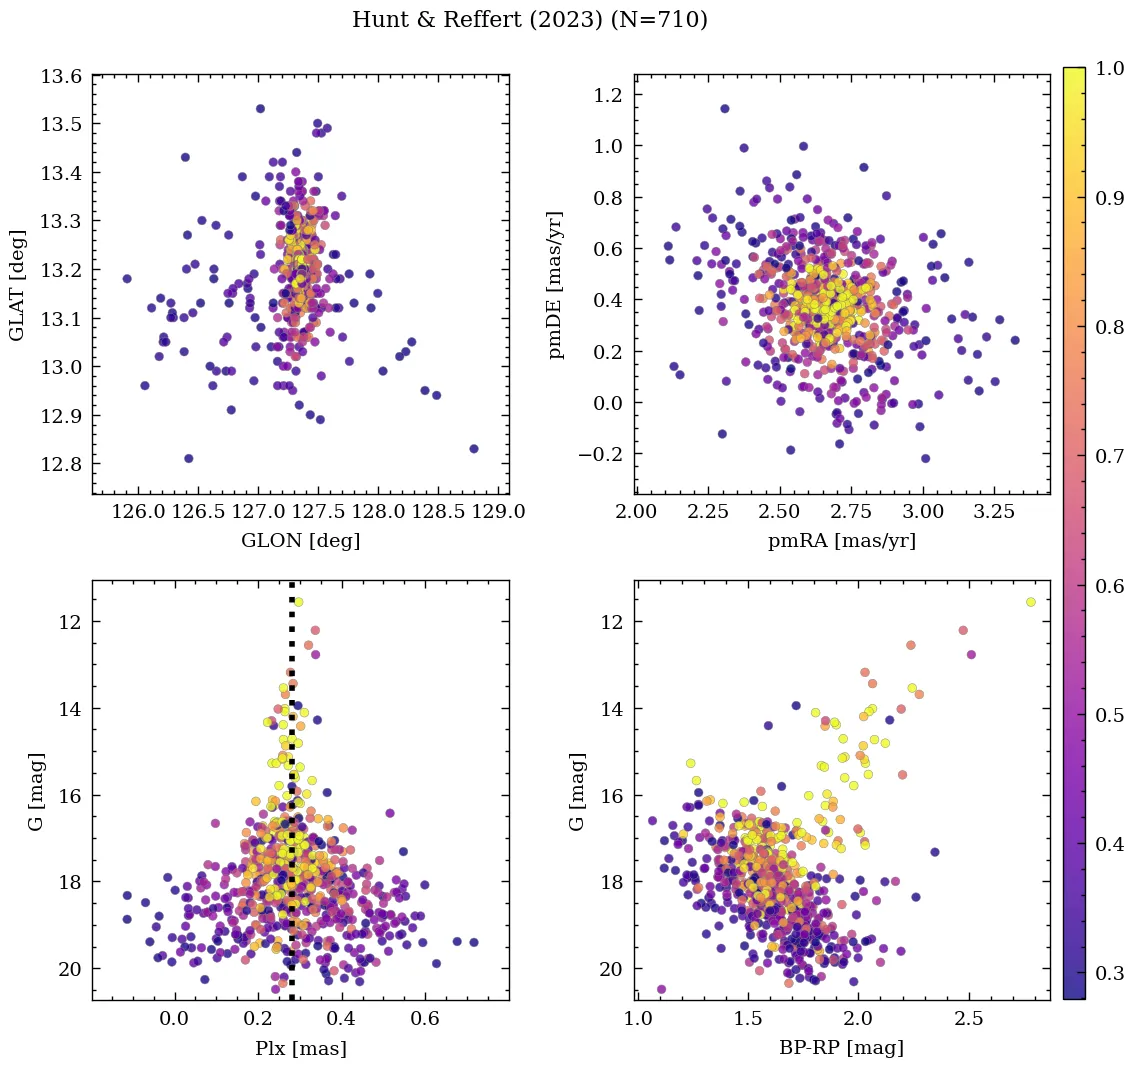 Hunt & Reffert (2023) (N=710)
13.6
13.5
13.4
13.3
13.2
13.1
13.0
12.9
12.8
GLAT [deg]
126.0 126.5 127.0 127.5 128.0 128.5 129.0
GLON [deg]
1.2
1.0
0.8
0.6
0.4
0.2
0.0
−0.2
pmDE [mas/yr]
2.00 2.25 2.50 2.75 3.00 3.25
pmRA [mas/yr]
1.0
0.9
0.8
0.7
0.6
0.5
0.4
0.3
12
14
16
18
20
G [mag]
0.0 0.2 0.4 0.6
Plx [mas]
12
14
16
18
20
G [mag]
1.0 1.5 2.0 2.5
BP-RP [mag]